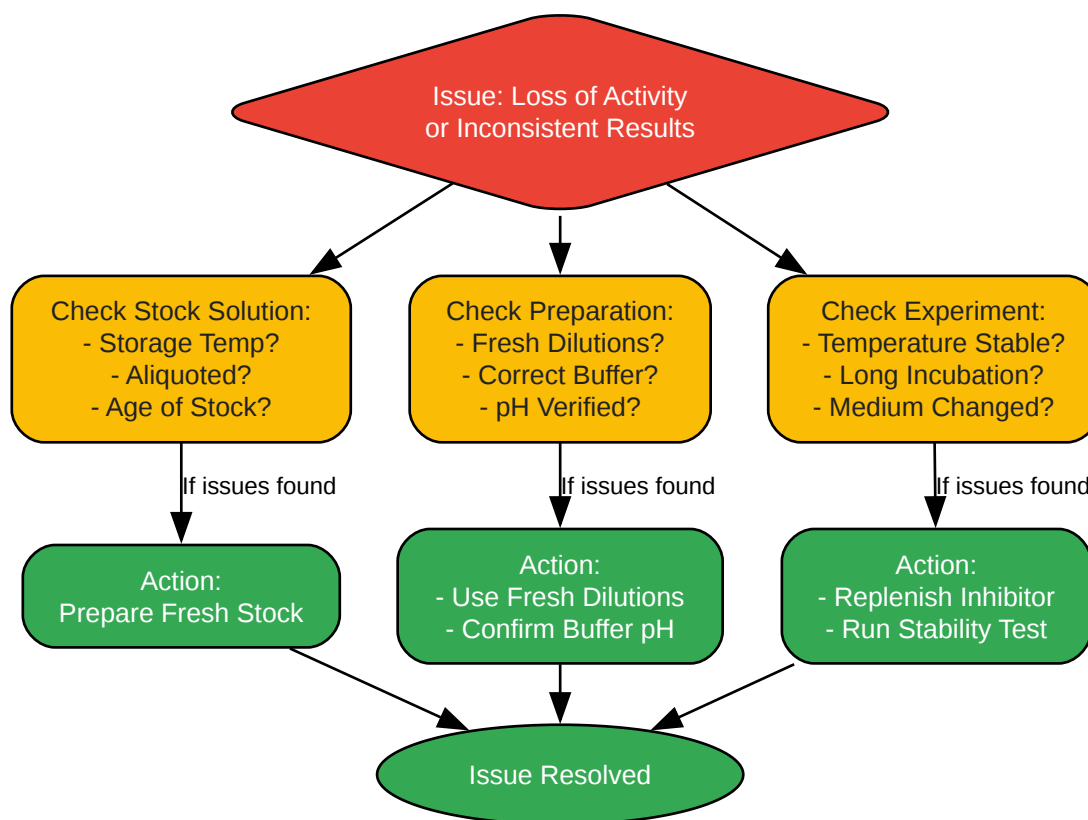 Issue: Loss of Activity
or Inconsistent Results
Check Stock Solution:
- Storage Temp?
- Aliquoted?
- Age of Stock?
Check Preparation:
- Fresh Dilutions?
- Correct Buffer?
- pH Verified?
Check Experiment:
- Temperature Stable?
- Long Incubation?
- Medium Changed?
If issues found
If issues found
If issues found
Action:
Prepare Fresh Stock
Action:
- Use Fresh Dilutions
- Confirm Buffer pH
Action:
- Replenish Inhibitor
- Run Stability Test
Issue Resolved